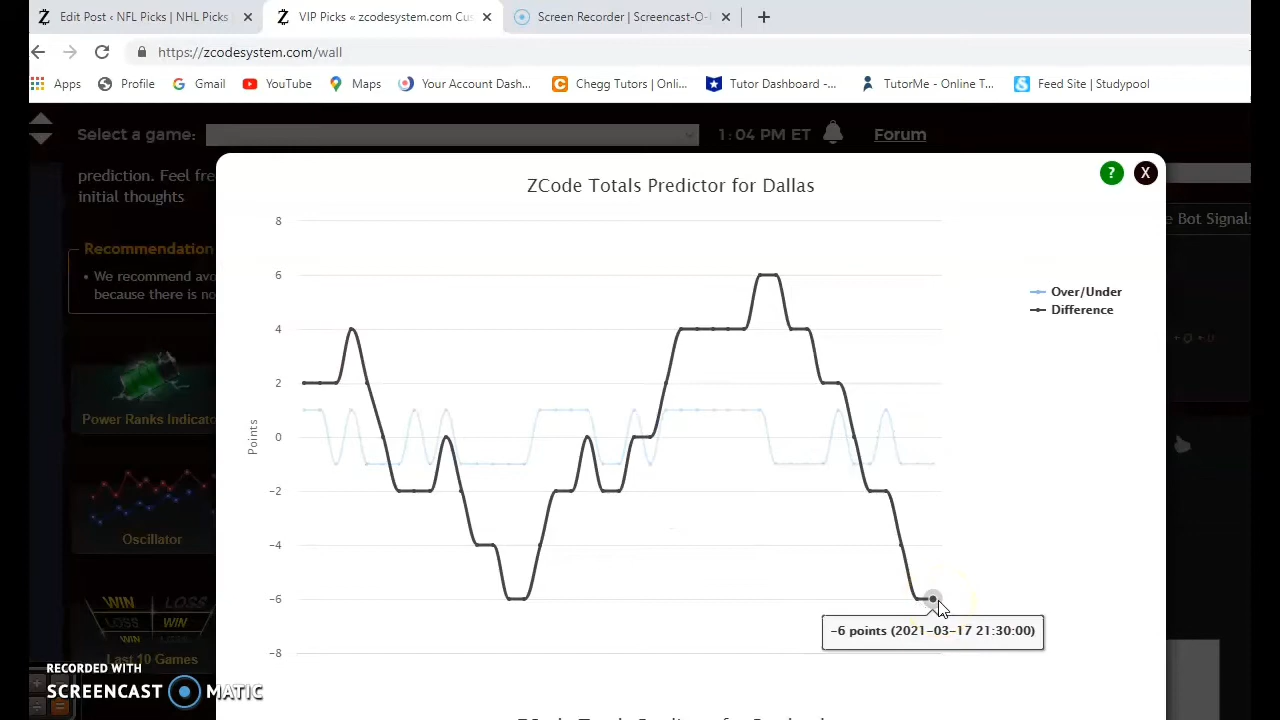 Edit Post ‹ NFL Picks | NHL Picks
VIP Picks « zcodesystem.com Cus
Screen Recorder | Screencast-O-
https://zcodesystem.com/wall
Apps
Profile
Gmail
YouTube
Maps
Your Account Dash...
Chegg Tutors | Onli...
Tutor Dashboard -...
TutorMe - Online T...
Feed Site | Studypool
Select a game:
1:04 PM ET
Forum
prediction. Feel fre
initial thoughts
e Bot Signals
Recommendation
• We recommend avo
because there is no
Power Ranks Indicato
Oscillator
WIN LOSS
LOSS WIN
WIN LOSS
Last 10 Games
? X
ZCode Totals Predictor for Dallas
8
6
4
2
0
-2
-4
-6
-8
Points
Over/Under
Difference
-6 points (2021-03-17 21:30:00)
RECORDED WITH
SCREENCAST MATIC